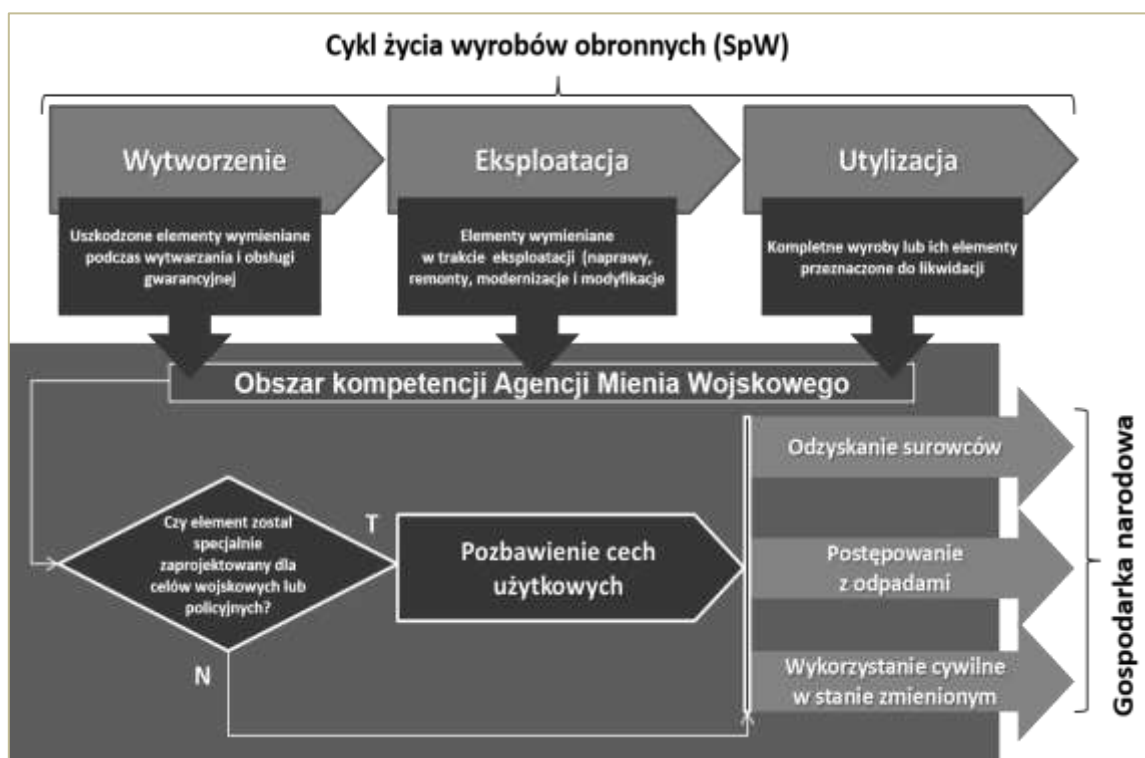 Cykl życia wyrobów obronnych (SpW)
Wytworzenie
Eksploatacja
Utylizacja
Uszkodzone elementy wymieniane
podczas wytwarzania i obsługi
gwarancyjnej
Elementy wymieniane
w trakcie eksploatacji (naprawy,
remonty, modernizacje i modyfikacje
Kompletne wyroby lub ich elementy
przeznaczone do likwidacji
Obszar kompetencji Agencji Mienia Wojskowego
Czy element został
specjalnie
zaprojektowany dla
celów wojskowych lub
policyjnych?
T
N
Pozbawienie cech
użytkowych
Odzyskanie surowców
Postępowanie
z odpadami
Wykorzystanie cywilne
w stanie zmienionym
Gospodarka narodowa